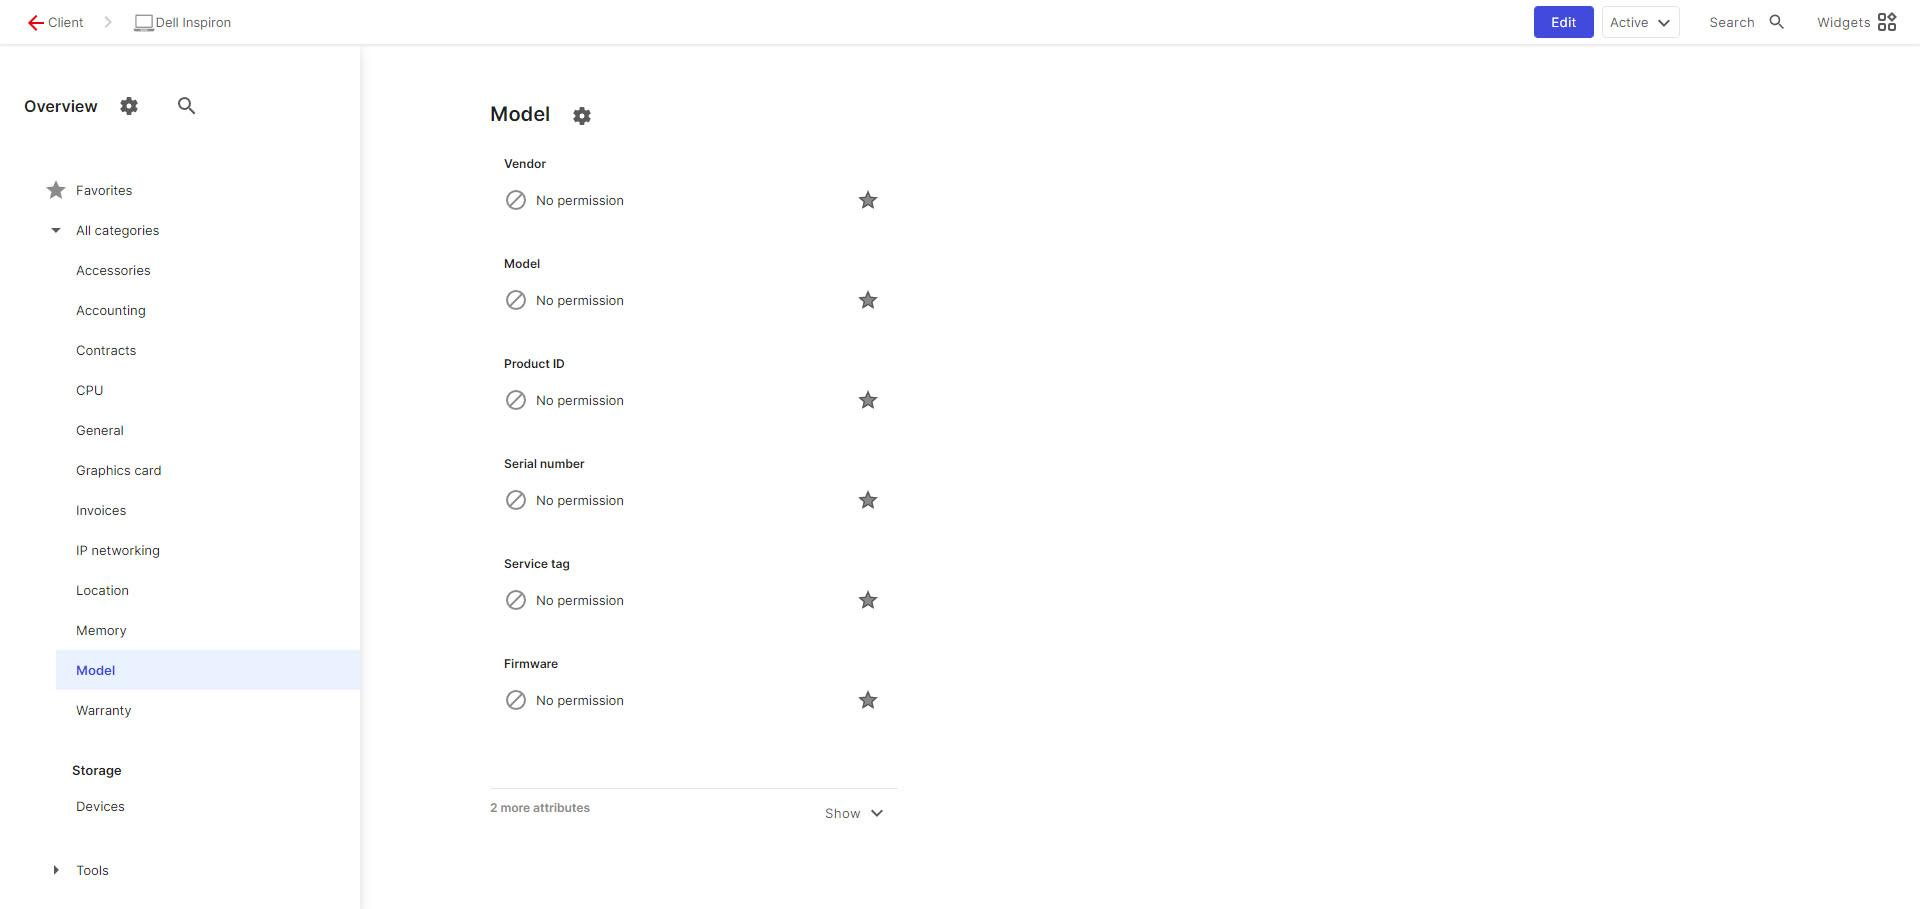 Client
Dell Inspiron
Edit
Active
Search
Widgets
Overview
Favorites
All categories
Accessories
Accounting
Contracts
CPU
General
Graphics card
Invoices
IP networking
Location
Memory
Model
Warranty
Storage
Devices
Tools
Model
Vendor
No permission
Model
No permission
Product ID
No permission
Serial number
No permission
Service tag
No permission
Firmware
No permission
2 more attributes
Show